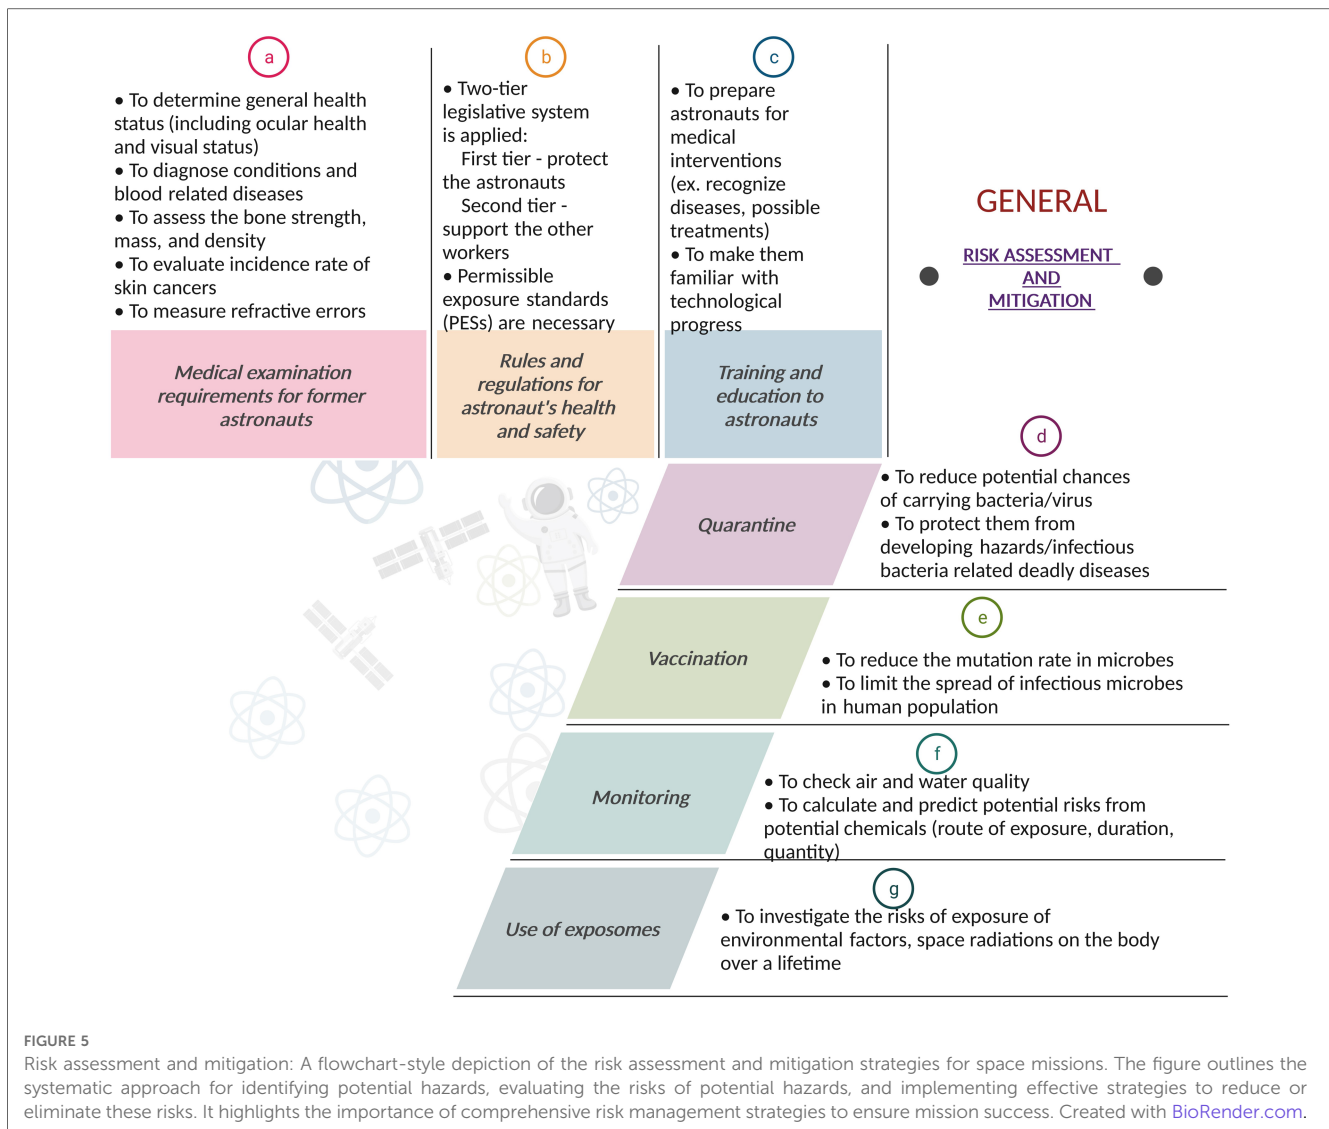 a
• To determine general health
status (including ocular health
and visual status)
• To diagnose conditions and
blood related diseases
• To assess the bone strength,
mass, and density
• To evaluate incidence rate of
skin cancers
• To measure refractive errors
Medical examination
requirements for former
astronauts
b
• Two-tier
legislative system
is applied:
First tier - protect
the astronauts
Second tier -
support the other
workers
• Permissible
exposure standards
(PESs) are necessary
Rules and
regulations for
astronaut's health
and safety
c
• To prepare
astronauts for
medical
interventions
(ex. recognize
diseases, possible
treatments)
• To make them
familiar with
technological
progress
Training and
education to
astronauts
GENERAL
RISK ASSESSMENT
AND
MITIGATION
d
Quarantine
• To reduce potential chances
of carrying bacteria/virus
• To protect them from
developing hazards/infectious
bacteria related deadly diseases
e
Vaccination
• To reduce the mutation rate in microbes
• To limit the spread of infectious microbes
in human population
f
Monitoring
• To check air and water quality
• To calculate and predict potential risks from
potential chemicals (route of exposure, duration,
quantity)
g
Use of exposomes
• To investigate the risks of exposure of
environmental factors, space radiations on the body
over a lifetime
FIGURE 5
Risk assessment and mitigation: A flowchart-style depiction of the risk assessment and mitigation strategies for space missions. The figure outlines the
systematic approach for identifying potential hazards, evaluating the risks of potential hazards, and implementing effective strategies to reduce or
eliminate these risks. It highlights the importance of comprehensive risk management strategies to ensure mission success. Created with BioRender.com.